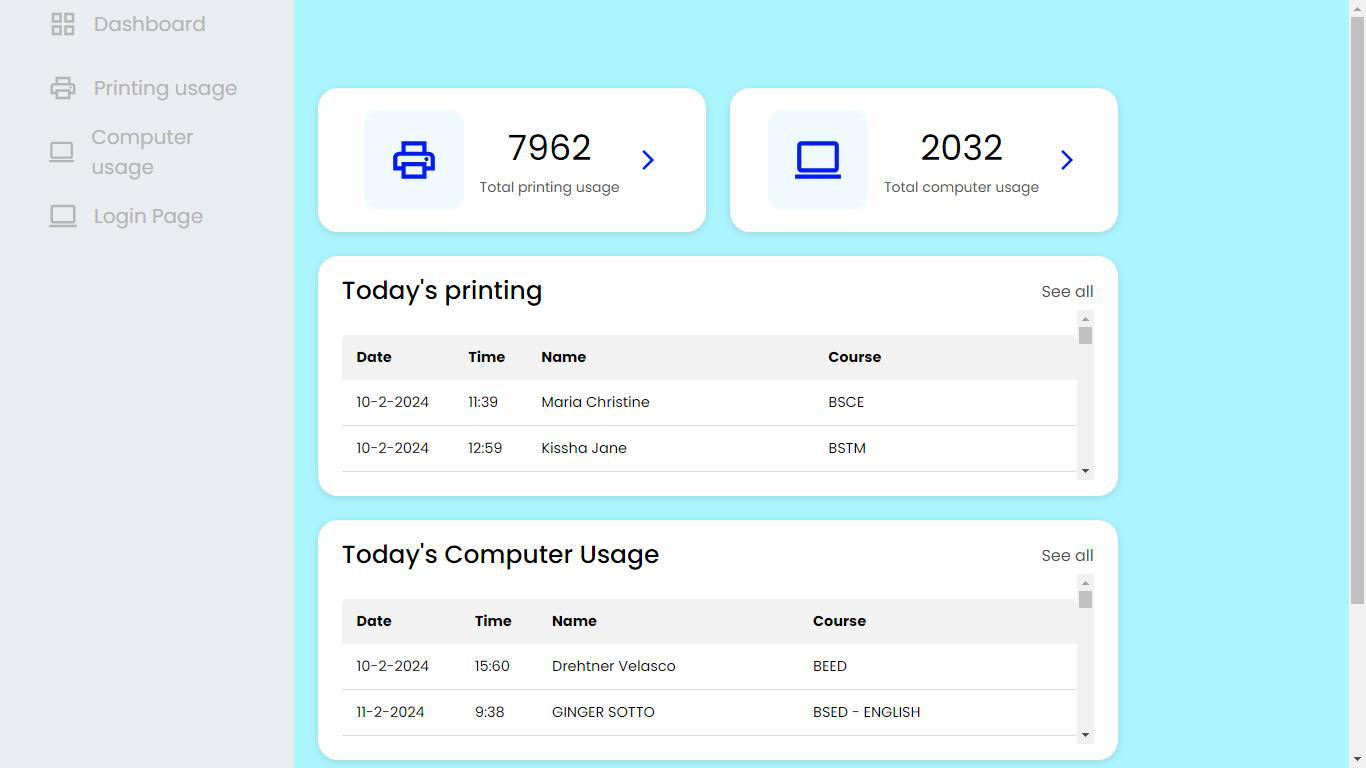 Dashboard
Printing usage
Computer
usage
Login Page
7962
Total printing usage
2032
Total computer usage
Today's printing
See all
Date Time Name Course
10-2-2024 11:39 Maria Christine BSCE
10-2-2024 12:59 Kissha Jane BSTM
Today's Computer Usage
See all
Date Time Name Course
10-2-2024 15:60 Drehtner Velasco BEED
11-2-2024 9:38 GINGER SOTTO BSED - ENGLISH